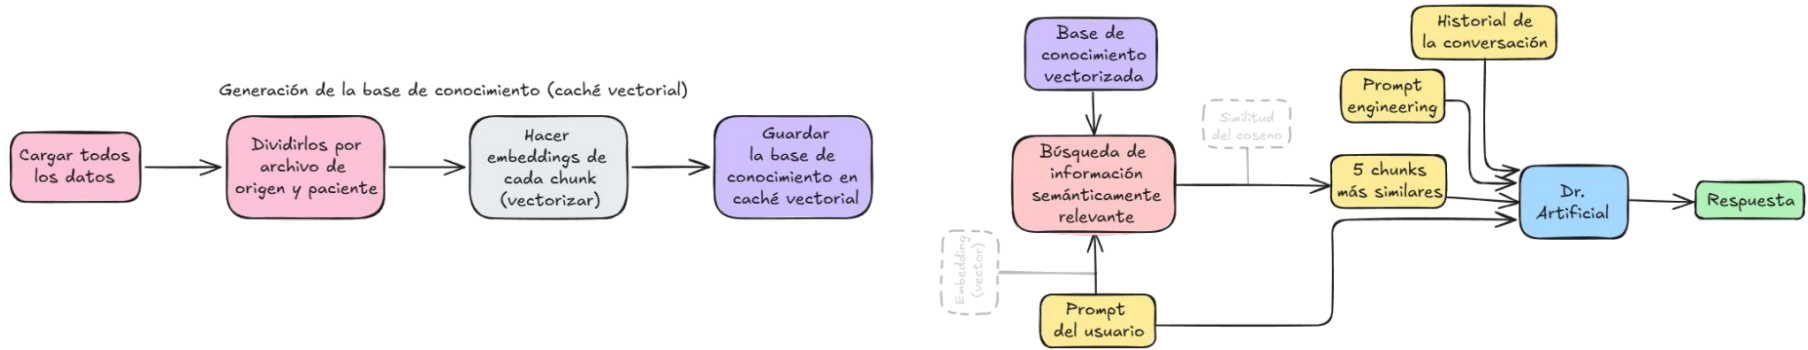 Generación de la base de conocimiento (caché vectorial)
Cargar todos
los datos
Dividirlos por
archivo de
origen y paciente
Hacer
embeddings de
cada chunk
(vectorizar)
Guardar
la base de
conocimiento en
caché vectorial
Base de
conocimiento
vectorizada
Búsqueda de
información
semánticamente
relevante
Embedding
(vector)
Prompt
del usuario
Similitud
del coseno
Historial de
la conversación
Prompt
engineering
5 chunks
más similares
Dr.
Artificial
Respuesta